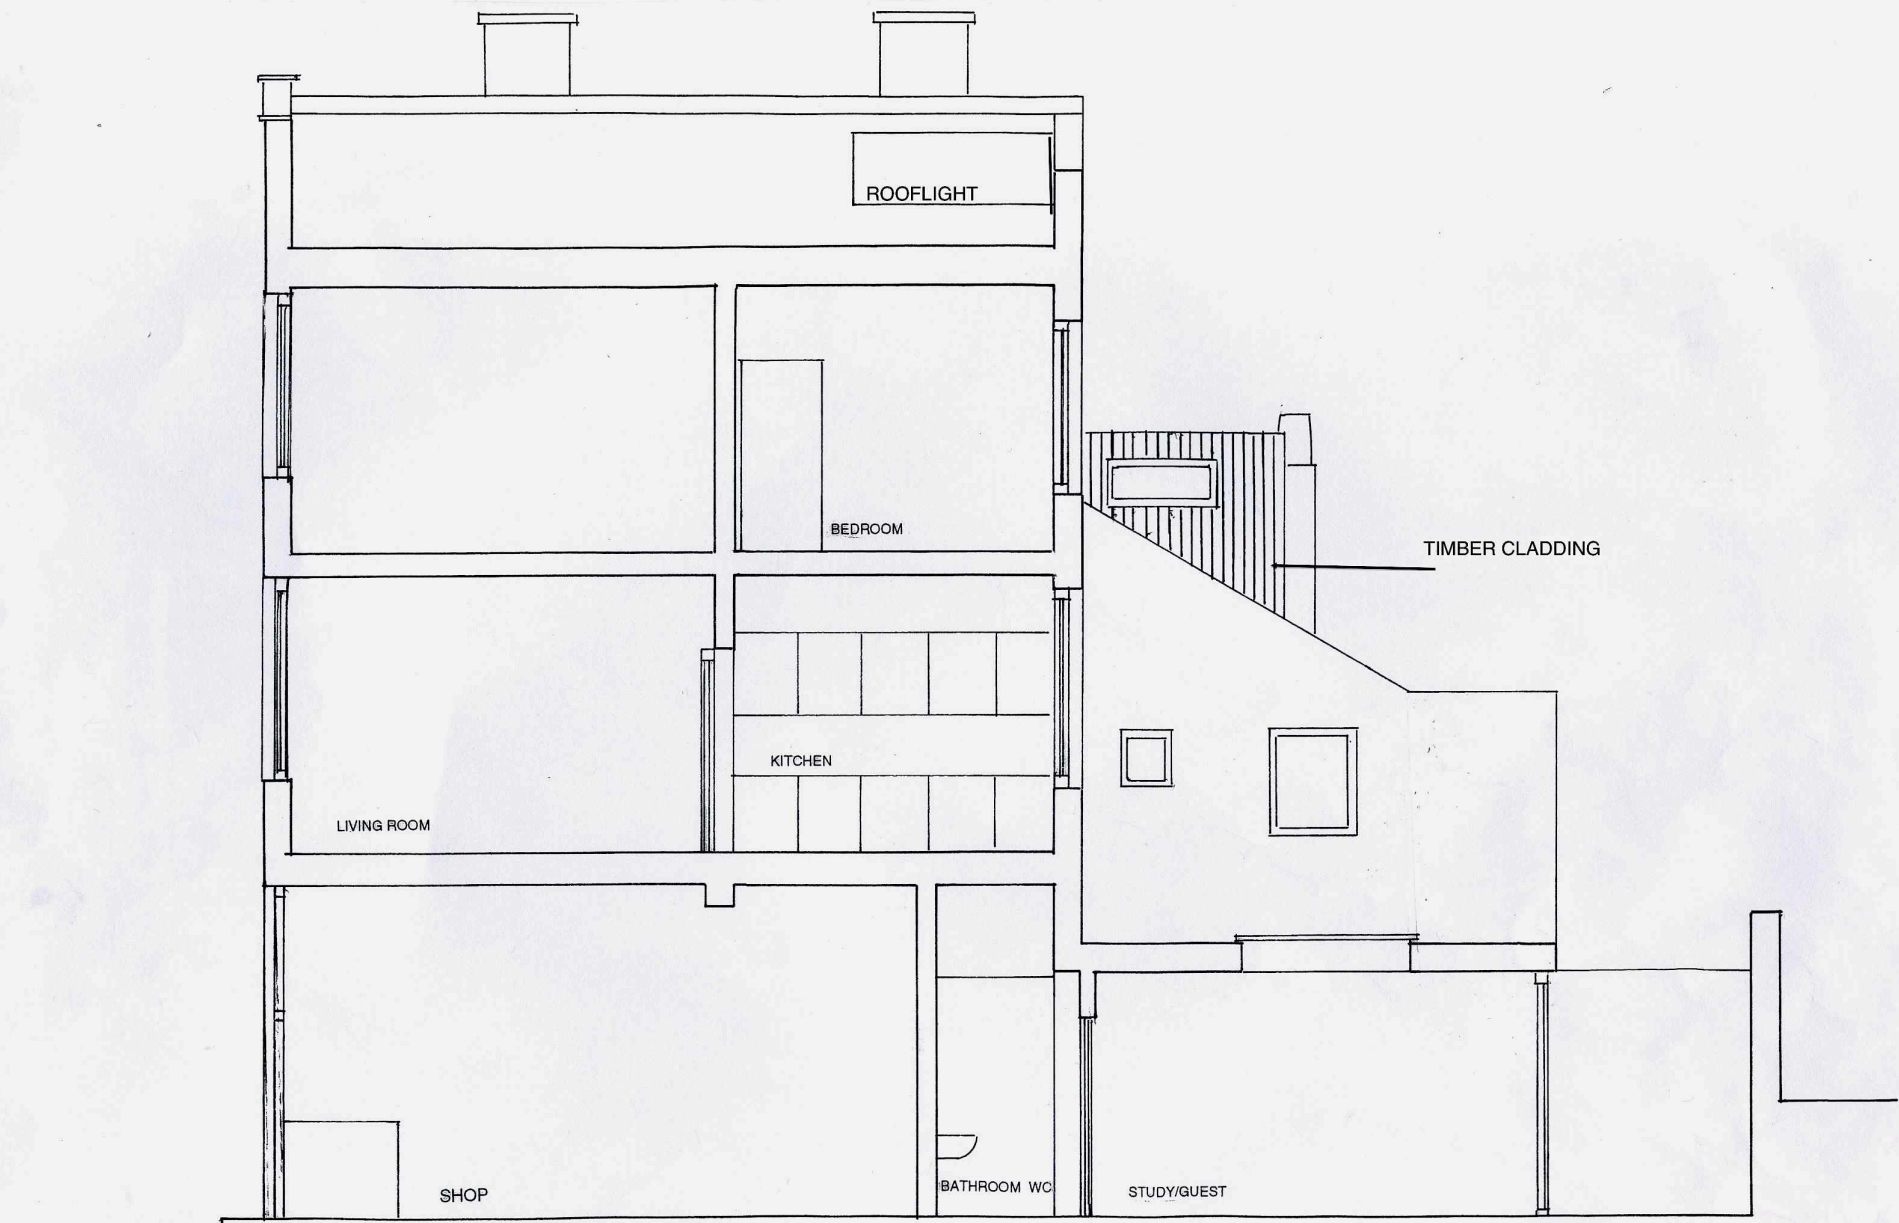 ROOFLIGHT
BEDROOM
TIMBER CLADDING
KITCHEN
LIVING ROOM
SHOP
BATHROOM WC
STUDY/GUEST